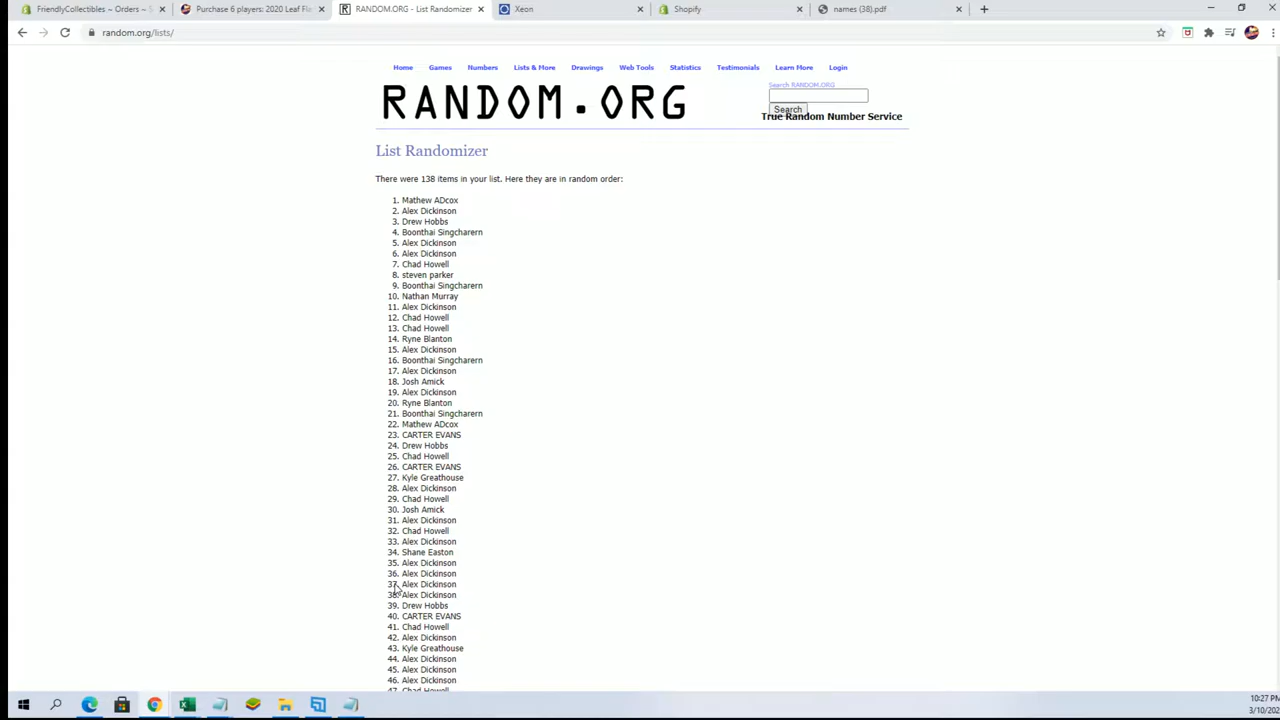 FriendlyCollectibles ~ Orders ~ S
Purchase 6 players: 2020 Leaf Fl
RANDOM.ORG - List Randomizer
Xeon
Shopify
names (38).pdf
random.org/lists/
Home Games Numbers Lists & More Drawings Web Tools Statistics Testimonials Learn More Login
RANDOM.ORG
Search RANDOM.ORG
Search
True Random Number Service
List Randomizer
There were 138 items in your list. Here they are in random order:
1. Mathew ADcox
2. Alex Dickinson
3. Drew Hobbs
4. Boonthai Singcharern
5. Alex Dickinson
6. Alex Dickinson
7. Chad Howell
8. steven parker
9. Boonthai Singcharern
10. Nathan Murray
11. Alex Dickinson
12. Chad Howell
13. Chad Howell
14. Ryne Blanton
15. Alex Dickinson
16. Boonthai Singcharern
17. Alex Dickinson
18. Josh Amick
19. Alex Dickinson
20. Ryne Blanton
21. Boonthai Singcharern
22. Mathew ADcox
23. CARTER EVANS
24. Drew Hobbs
25. Chad Howell
26. CARTER EVANS
27. Kyle Greathouse
28. Alex Dickinson
29. Chad Howell
30. Josh Amick
31. Alex Dickinson
32. Chad Howell
33. Alex Dickinson
34. Shane Easton
35. Alex Dickinson
36. Alex Dickinson
37. Alex Dickinson
38. Alex Dickinson
39. Drew Hobbs
40. CARTER EVANS
41. Chad Howell
42. Alex Dickinson
43. Kyle Greathouse
44. Alex Dickinson
45. Alex Dickinson
46. Alex Dickinson
47. Chad Howell
10:27 PM
3/10/202